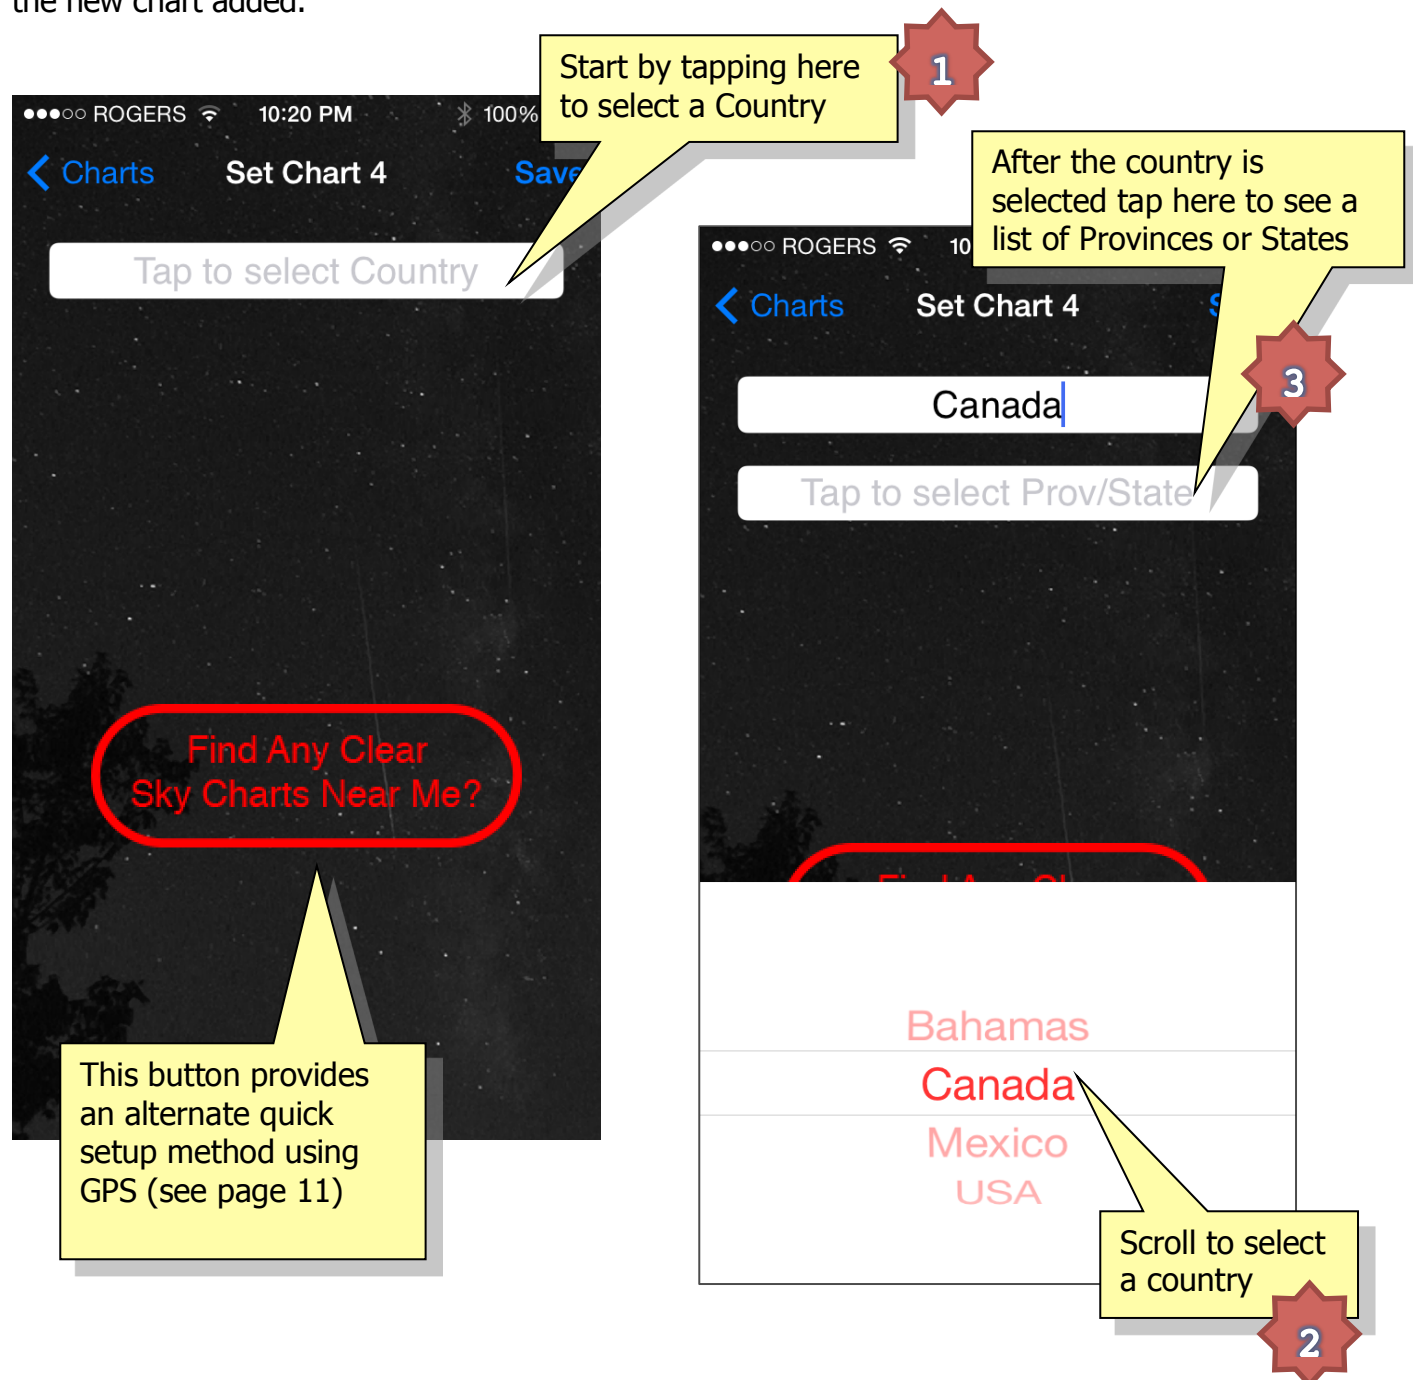 the new chart added.
Start by tapping here
to select a Country
1
ROGERS 10:20 PM 100%
Charts Set Chart 4 Save
Tap to select Country
Find Any Clear
Sky Charts Near Me?
This button provides
an alternate quick
setup method using
GPS (see page 11)
After the country is
selected tap here to see a
list of Provinces or States
3
ROGERS 10
Charts Set Chart 4 S
Canada
Tap to select Prov/State
Find Any Clear
Bahamas
Canada
Mexico
USA
Scroll to select
a country
2